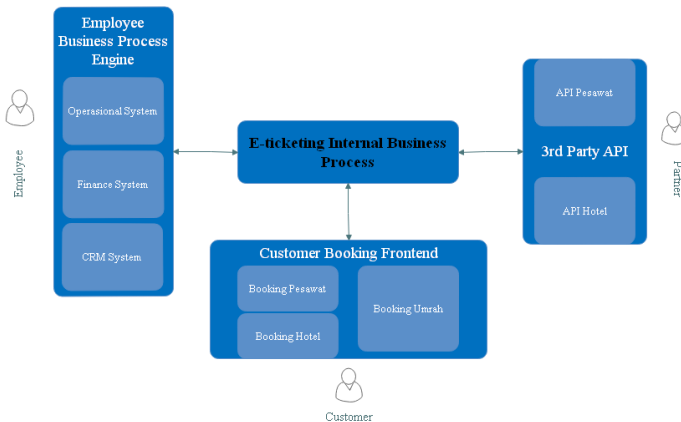 Employee
Business Process
Engine
Operasional System
Finance System
CRM System
Employee
E-ticketing Internal Business
Process
API Pesawat
3rd Party API
API Hotel
Partner
Customer Booking Frontend
Booking Pesawat
Booking Hotel
Booking Umrah
Customer